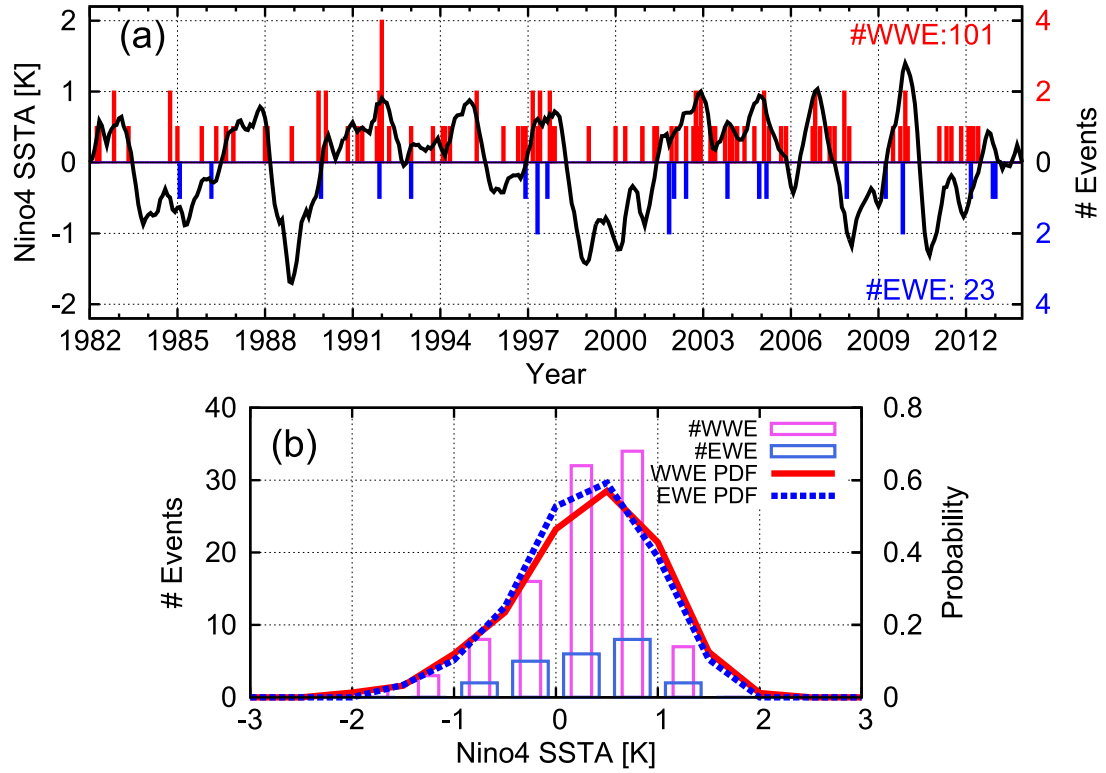 (a)
#WWE:101
#EWE: 23
Nino4 SSTA [K]
2
1
0
-1
-2
# Events
4
2
0
2
4
1982 1985 1988 1991 1994 1997 2000 2003 2006 2009 2012
Year
(b)
#WWE
#EWE
WWE PDF
EWE PDF
# Events
40
30
20
10
0
Probability
0.8
0.6
0.4
0.2
0
-3 -2 -1 0 1 2 3
Nino4 SSTA [K]